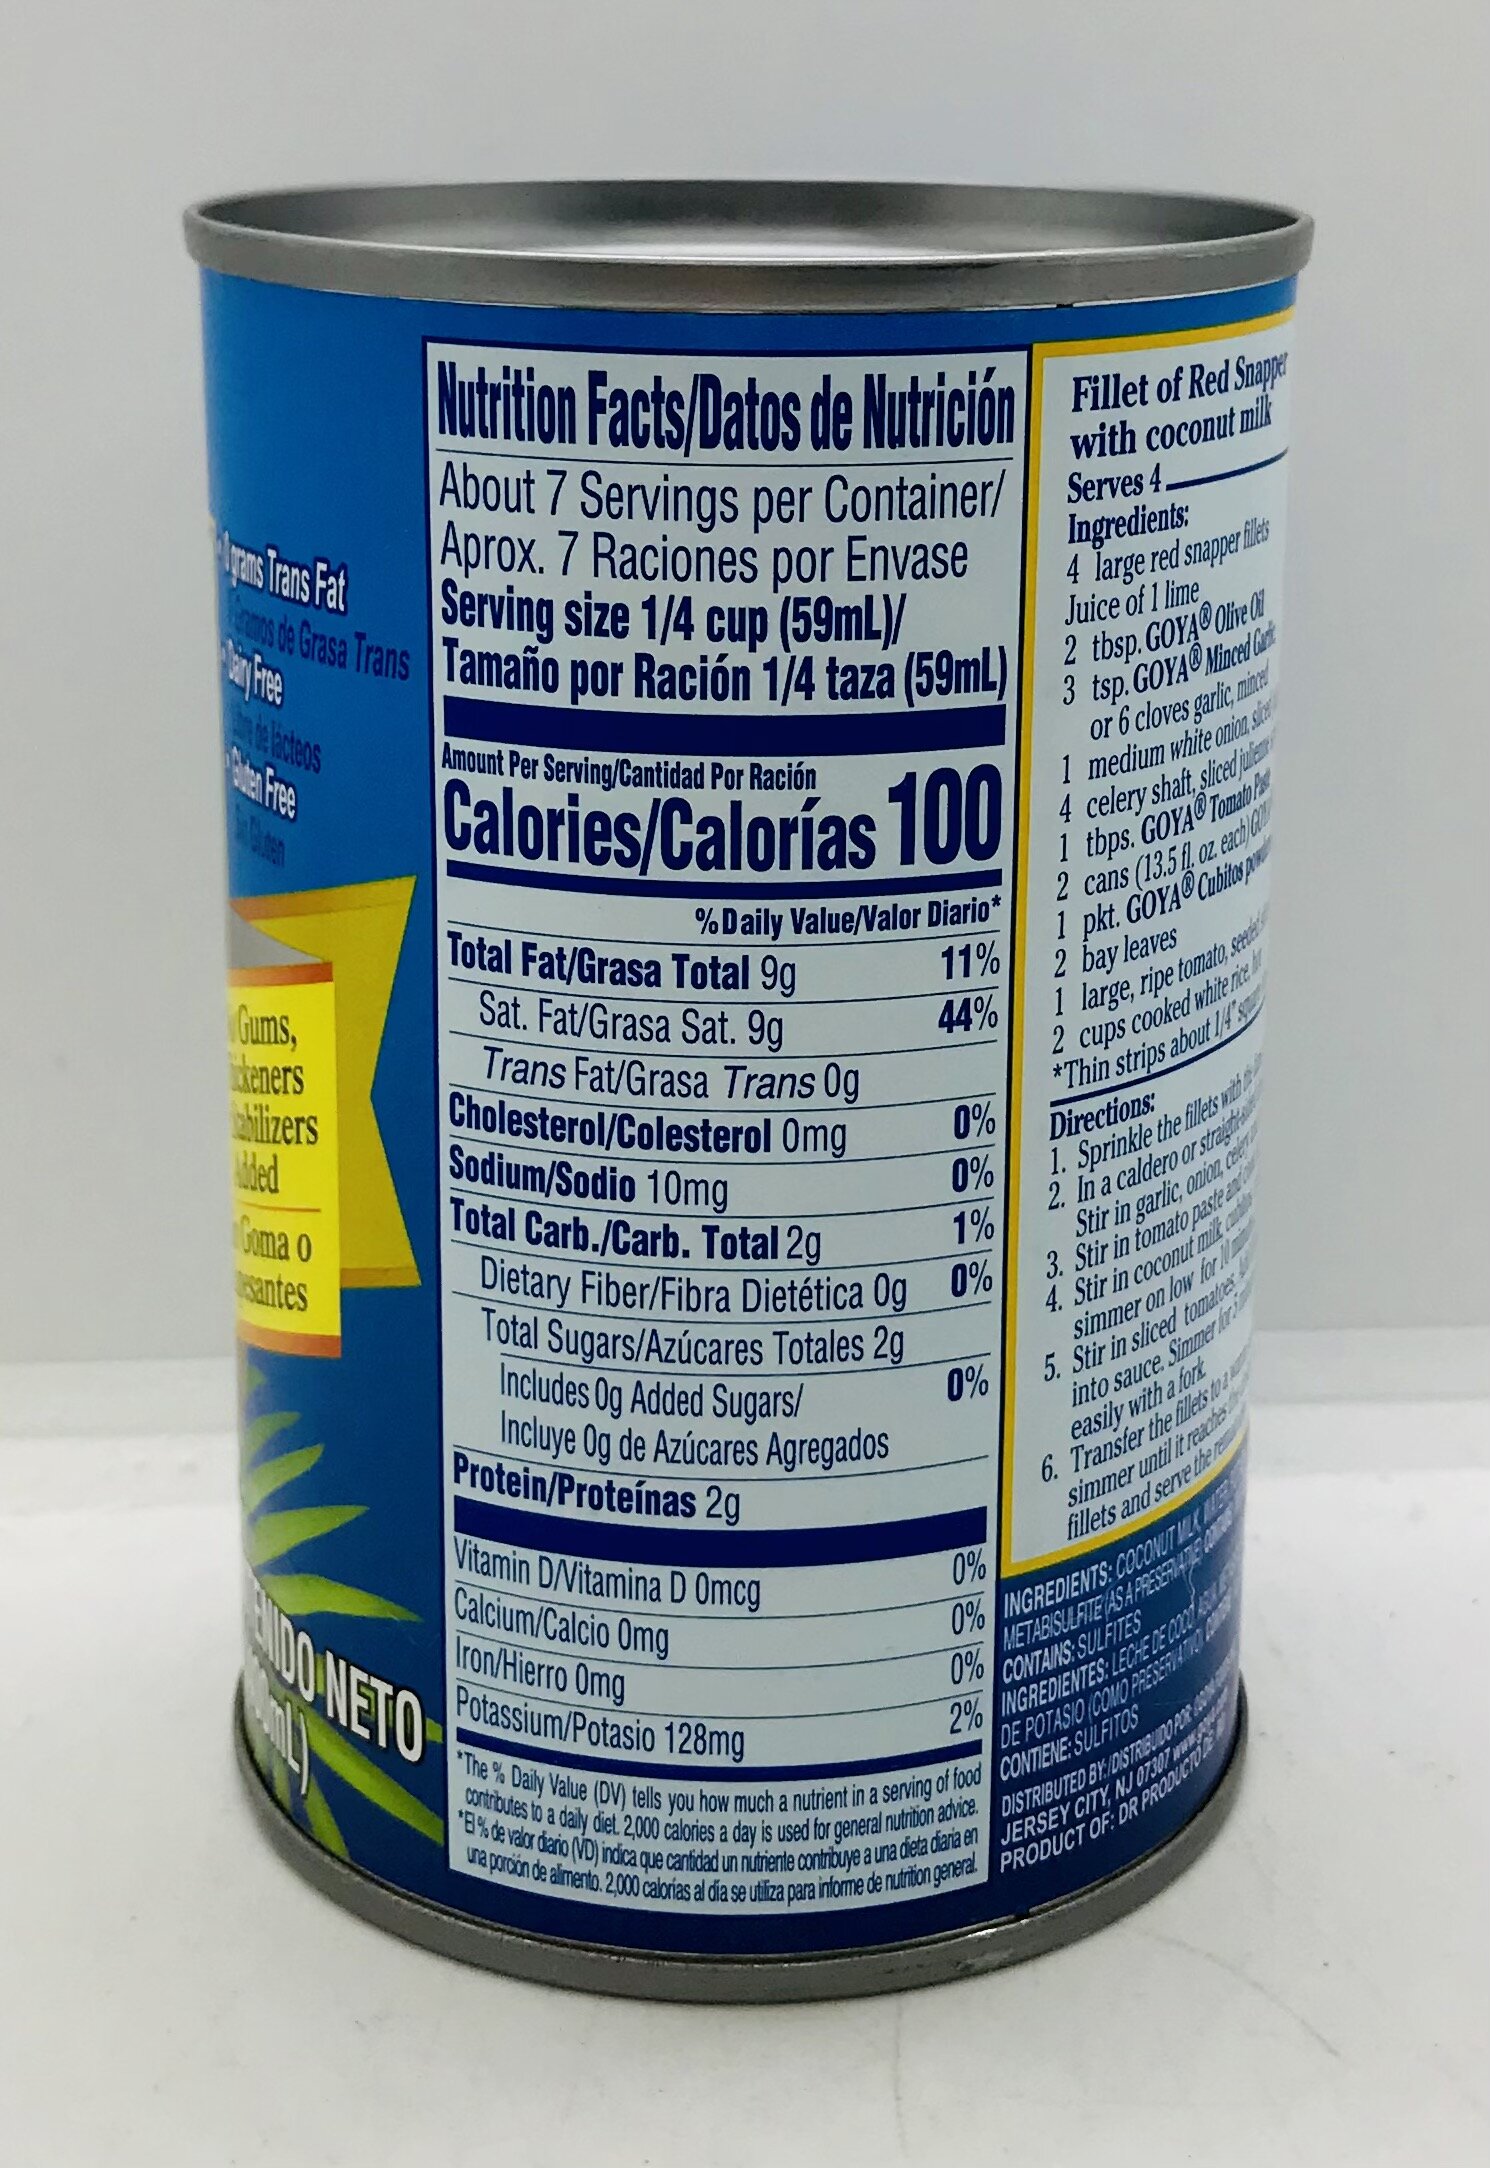 grams Trans Fat
de Grasa Trans
Dairy Free
de lácteos
Gluten Free
Gluten
Gums,
Added
Goma o
NETO
Nutrition Facts/Datos de Nutrición
About 7 Servings per Container/
Aprox. 7 Raciones por Envase
Serving size 1/4 cup (59mL)/
Tamaño por Ración 1/4 taza (59mL)
Amount Per Serving/Cantidad Por Ración
Calories/Calorías 100
% Daily Value/Valor Diario*
Total Fat/Grasa Total 9g 11%
Sat. Fat/Grasa Sat. 9g 44%
Trans Fat/Grasa Trans 0g
Cholesterol/Colesterol 0mg 0%
Sodium/Sodio 10mg 0%
Total Carb./Carb. Total 2g 1%
Dietary Fiber/Fibra Dietética 0g 0%
Total Sugars/Azúcares Totales 2g
Includes 0g Added Sugars/ 0%
Incluye 0g de Azúcares Agregados
Protein/Proteínas 2g
Vitamin D/Vitamina D 0mcg 0%
Calcium/Calcio 0mg 0%
Iron/Hierro 0mg 0%
Potassium/Potasio 128mg 2%
*The % Daily Value (DV) tells you how much a nutrient in a serving of food
contributes to a daily diet. 2,000 calories a day is used for general nutrition advice.
*El % de valor diario (VD) indica que cantidad un nutriente contribuye a una dieta diaria en
una porción de alimento. 2,000 calorías al día se utiliza para informe de nutrition general.
Fillet of Red Snapper
with coconut milk
Serves 4
Ingredients:
4 large red snapper fillets
Juice of 1 lime
2 tbsp. GOYA® Olive Oil
3 tsp. GOYA® Minced Garlic
or 6 cloves garlic, minced
1 medium white onion, sliced
4 celery shaft, sliced julienne
1 tbps. GOYA® Tomato Paste
2 cans (13.5 fl. oz. each)
1 pkt. GOYA® Cubitos
2 bay leaves
1 large, ripe tomato, seeded
2 cups cooked white rice,
*Thin strips about 1/4"
Directions:
1. Sprinkle the fillets with
2. In a caldero or
Stir in garlic, onion, celery
3. Stir in tomato paste and
4. Stir in coconut milk,
simmer on low for 10
5. Stir in sliced tomatoes.
into sauce. Simmer for
easily with a fork.
6. Transfer the fillets to a
simmer until it reaches
fillets and serve the
INGREDIENTS: COCONUT MILK, WATER
METABISULFITE (AS A PRESERVATIVE)
CONTAINS: SULFITES
INGREDIENTES: LECHE DE COCO,
DE POTASIO (COMO PRESERVATIVO)
CONTIENE: SULFITOS
DISTRIBUTED BY:/DISTRIBUIDO POR:
JERSEY CITY, NJ 07307
PRODUCT OF: DR PRODUCTO DE